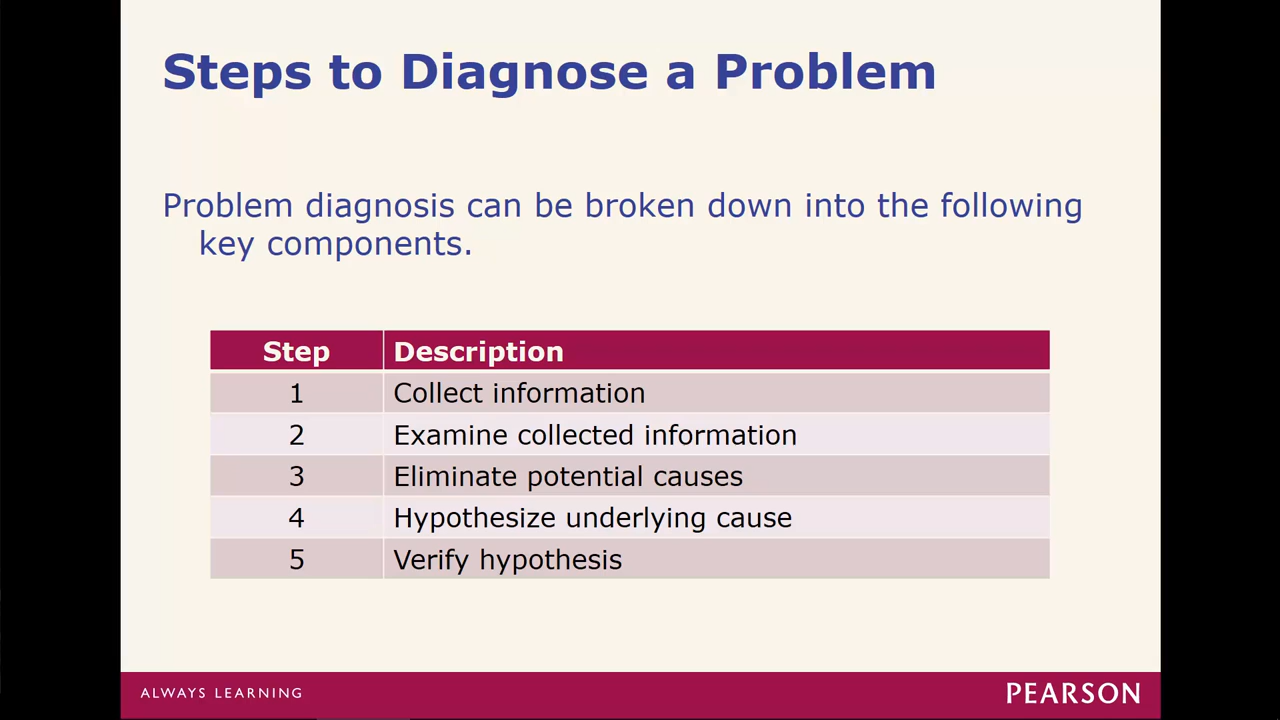 Steps to Diagnose a Problem
Problem diagnosis can be broken down into the following
key components.
Step Description
1 Collect information
2 Examine collected information
3 Eliminate potential causes
4 Hypothesize underlying cause
5 Verify hypothesis
ALWAYS LEARNING PEARSON